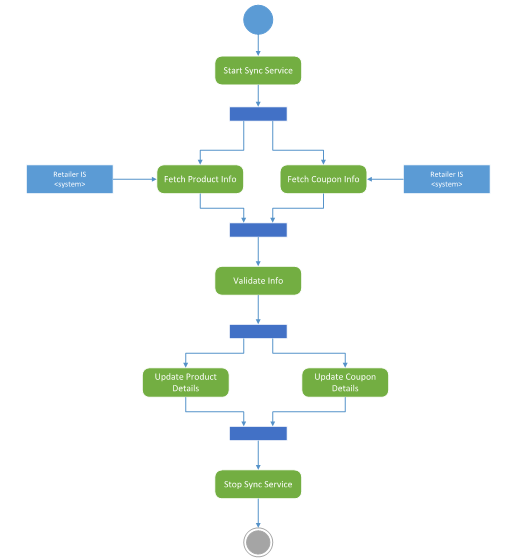 Start Sync Service
Retailer IS
<system>
Fetch Product Info
Fetch Coupon Info
Retailer IS
<system>
Validate Info
Update Product
Details
Update Coupon
Details
Stop Sync Service